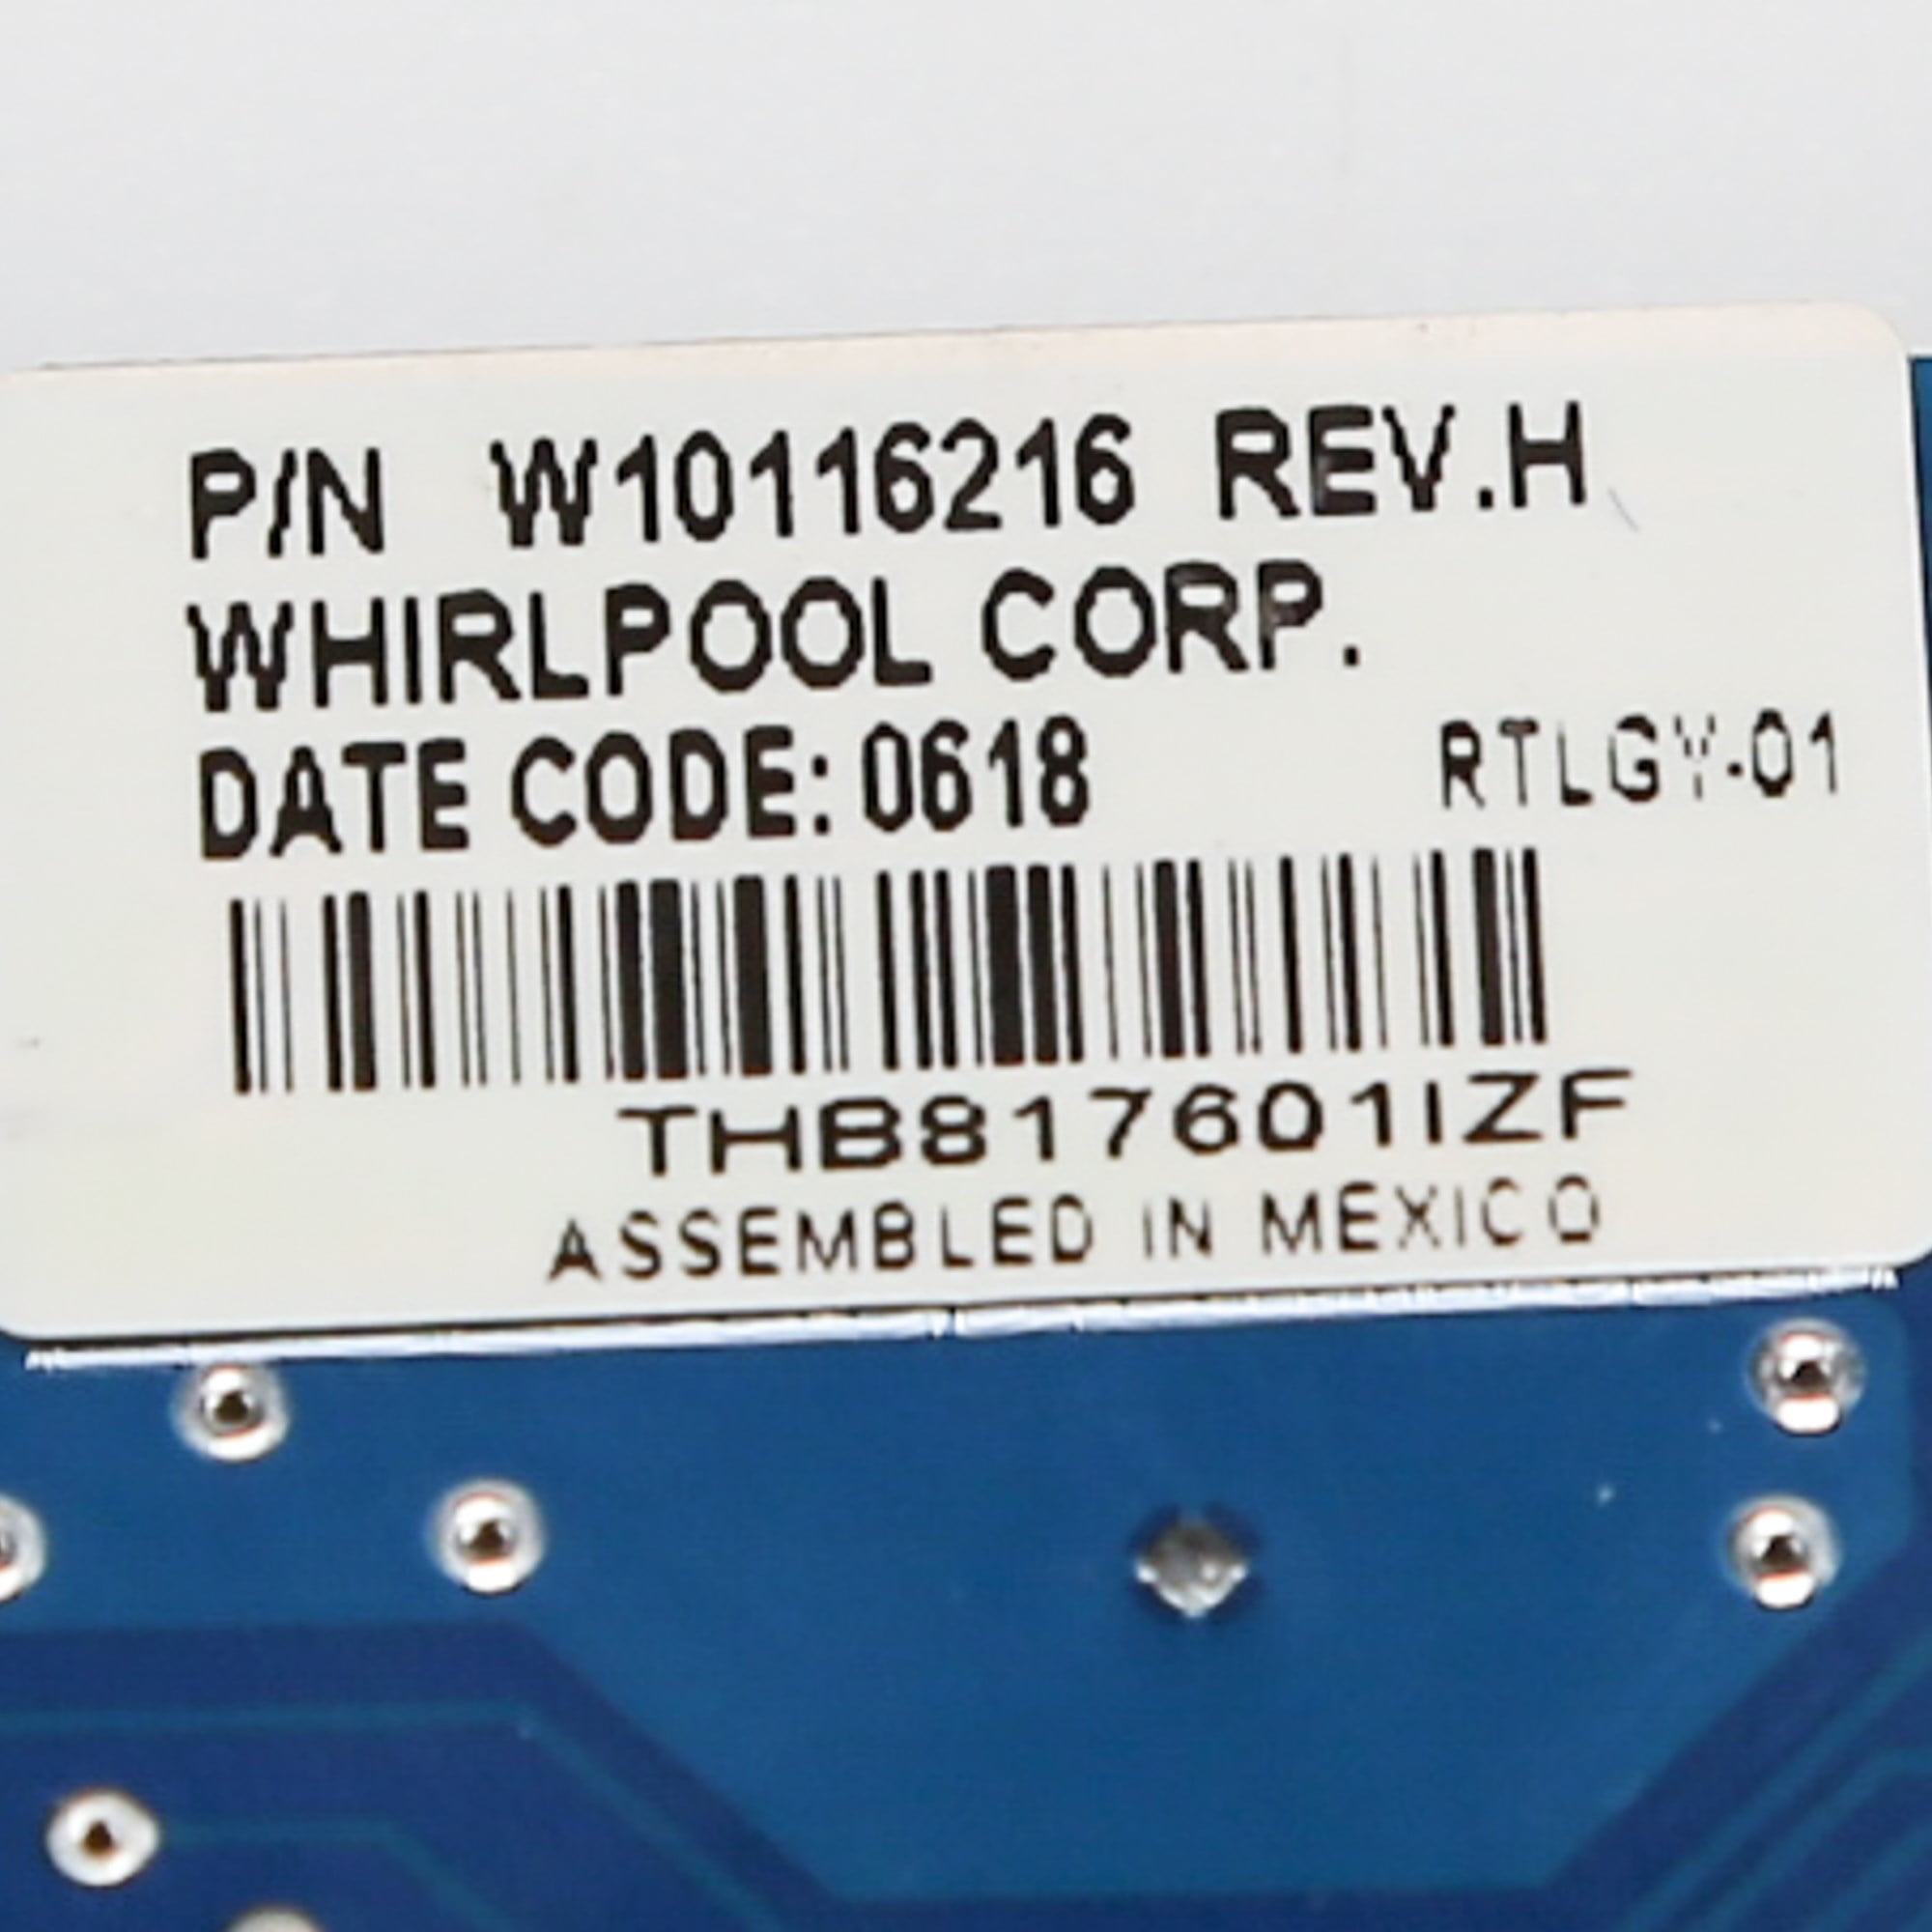 P/N W10116216 REV.H
WHIRLPOOL CORP.
DATE CODE: 0618 RTLGY-01
THB817601IZF
ASSEMBLED IN MEXICO